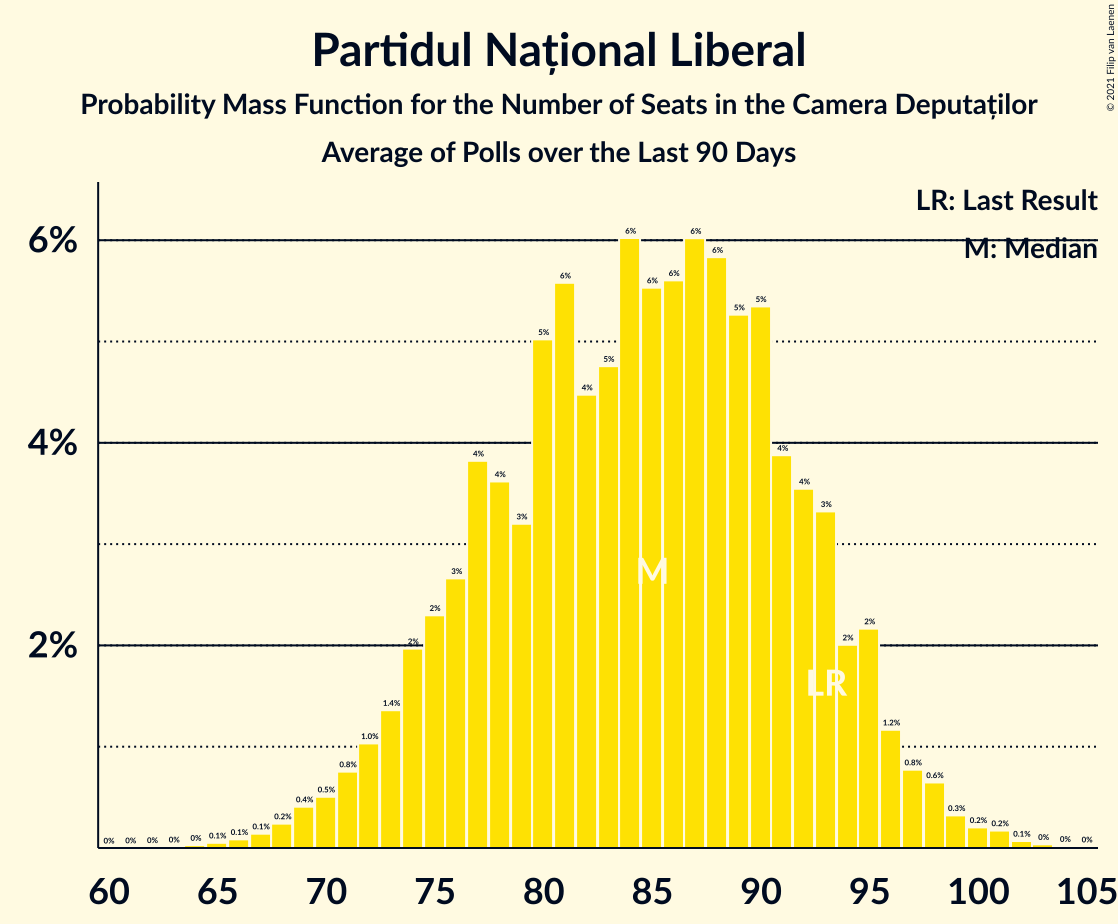 Partidul Național Liberal
Probability Mass Function for the Number of Seats in the Camera Deputaților
Average of Polls over the Last 90 Days
© 2021 Filip van Laenen
LR: Last Result
M: Median
6%
4%
2%
0% 0% 0% 0% 0% 0.1% 0.1% 0.1% 0.2% 0.4% 0.5% 0.8% 1.0% 1.4% 2% 2% 3% 4% 4% 3% 5% 6% 4% 5% 6% 6% 6% 6% 6% 5% 5% 4% 4% 3% 2% 2% 1.2% 0.8% 0.6% 0.3% 0.2% 0.2% 0.1% 0% 0% 0%
M
LR
60 65 70 75 80 85 90 95 100 105